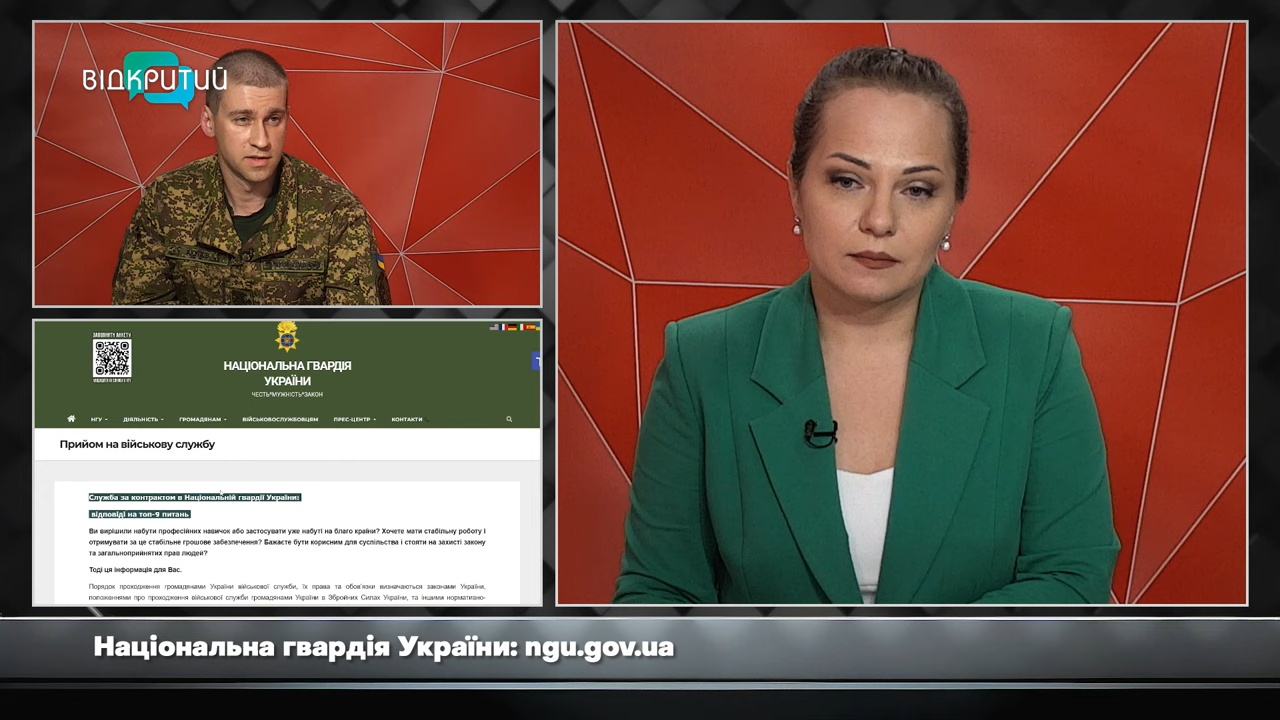 ВІДКРИТИЙ
ЗАПОВНИТИ АНКЕТУ
НАЦІОНАЛЬНА ГВАРДІЯ
УКРАЇНИ
ЧЕСТЬ*МУЖНІСТЬ*ЗАКОН
НГУ ДІЯЛЬНІСТЬ ГРОМАДЯНАМ ВІЙСЬКОВОСЛУЖБОВЦЯМ ПРЕС-ЦЕНТР КОНТАКТИ
Прийом на військову службу
Служба за контрактом в Національній гвардії України:
відповіді на топ-9 питань
Ви вирішили набути професійних навичок або застосувати уже набуті на благо країни? Хочете мати стабільну роботу і
отримувати за це стабільне грошове забезпечення? Бажаєте бути корисним для суспільства і стояти на захисті закону
та загальноприйнятих прав людей?
Тоді ця інформація для Вас.
Порядок проходження громадянами України військової служби, їх права та обов'язки визначаються законами України,
положеннями про проходження військової служби громадянами України в Збройних Силах України, та іншими нормативно-
Національна гвардія України: ngu.gov.ua